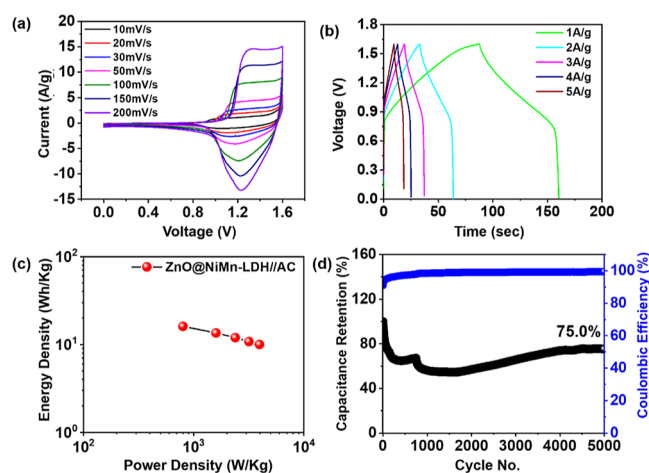 (a)
10mV/s
20mV/s
30mV/s
50mV/s
100mV/s
150mV/s
200mV/s
Current (A/g)
15
10
5
0
-5
-10
-15
0.0 0.4 0.8 1.2 1.6
Voltage (V)
(b)
1A/g
2A/g
3A/g
4A/g
5A/g
Voltage (V)
1.8
1.5
1.2
0.9
0.6
0.3
0.0
0 50 100 150 200
Time (sec)
(c)
ZnO@NiMn-LDH//AC
Energy Density (Wh/Kg)
10²
10¹
10⁰
10² 10³ 10⁴
Power Density (W/Kg)
(d)
75.0%
Capacitance Retention (%)
160
120
80
40
0
Coulombic Efficiency (%)
100
80
60
40
20
0
0 1000 2000 3000 4000 5000
Cycle No.